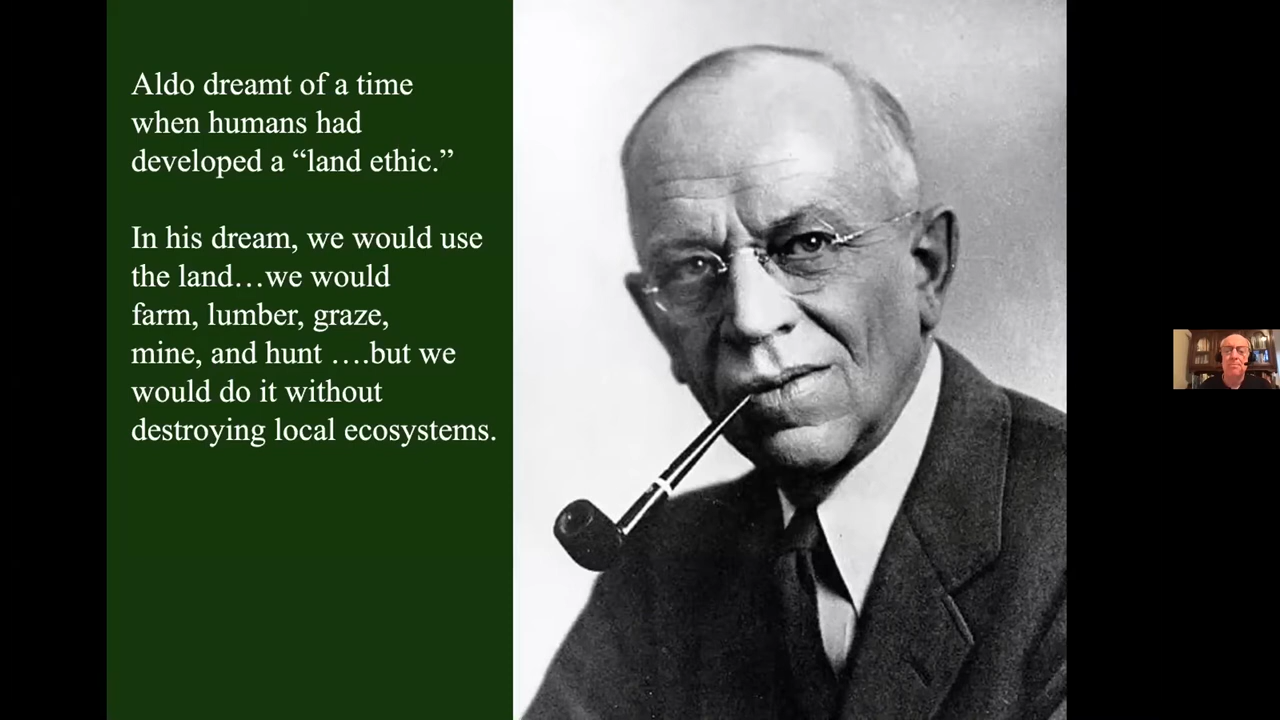 Aldo dreamt of a time
when humans had
developed a “land ethic.”
In his dream, we would use
the land…we would
farm, lumber, graze,
mine, and hunt ….but we
would do it without
destroying local ecosystems.